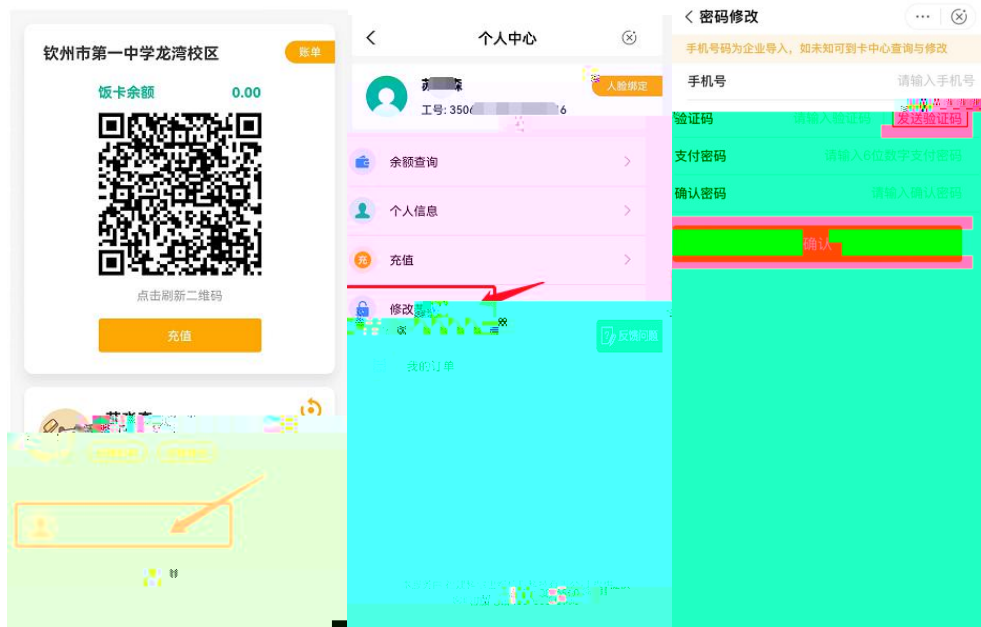 钦州市第一中学龙湾校区
账单
饭卡余额 0.00
点击刷新二维码
充值
个人中心
人脸绑定
工号: 3506
6
余额查询
个人信息
充值
修改
反馈问题
我的订单
密码修改
手机号码为企业导入，如未知可到卡中心查询与修改
手机号 请输入手机号
验证码 请输入验证码 发送验证码
支付密码 请输入6位数字支付密码
确认密码 请输入确认密码
确认